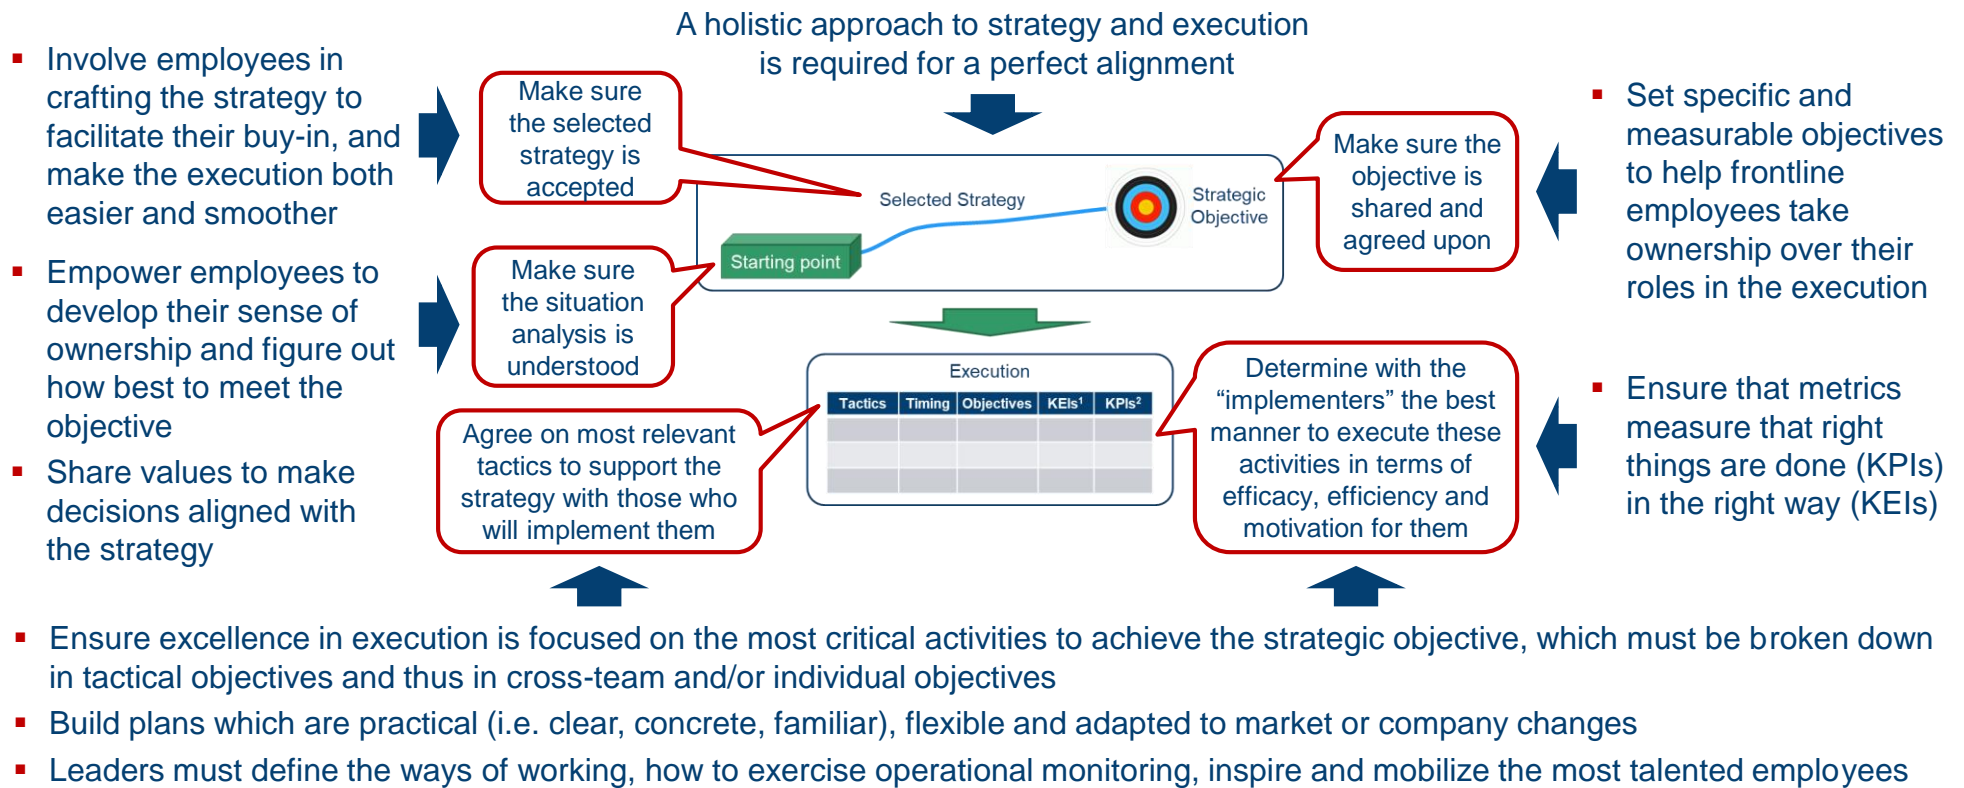 A holistic approach to strategy and execution
is required for a perfect alignment
Involve employees in
crafting the strategy to
facilitate their buy-in, and
make the execution both
easier and smoother
Empower employees to
develop their sense of
ownership and figure out
how best to meet the
objective
Share values to make
decisions aligned with
the strategy
Make sure
the selected
strategy is
accepted
Make sure
the situation
analysis is
understood
Agree on most relevant
tactics to support the
strategy with those who
will implement them
Selected Strategy
Starting point
Strategic
Objective
Execution
Tactics Timing Objectives KEIs¹ KPIs²
Make sure the
objective is
shared and
agreed upon
Determine with the
“implementers” the best
manner to execute these
activities in terms of
efficacy, efficiency and
motivation for them
Set specific and
measurable objectives
to help frontline
employees take
ownership over their
roles in the execution
Ensure that metrics
measure that right
things are done (KPIs)
in the right way (KEIs)
Ensure excellence in execution is focused on the most critical activities to achieve the strategic objective, which must be broken down
in tactical objectives and thus in cross-team and/or individual objectives
Build plans which are practical (i.e. clear, concrete, familiar), flexible and adapted to market or company changes
Leaders must define the ways of working, how to exercise operational monitoring, inspire and mobilize the most talented employees